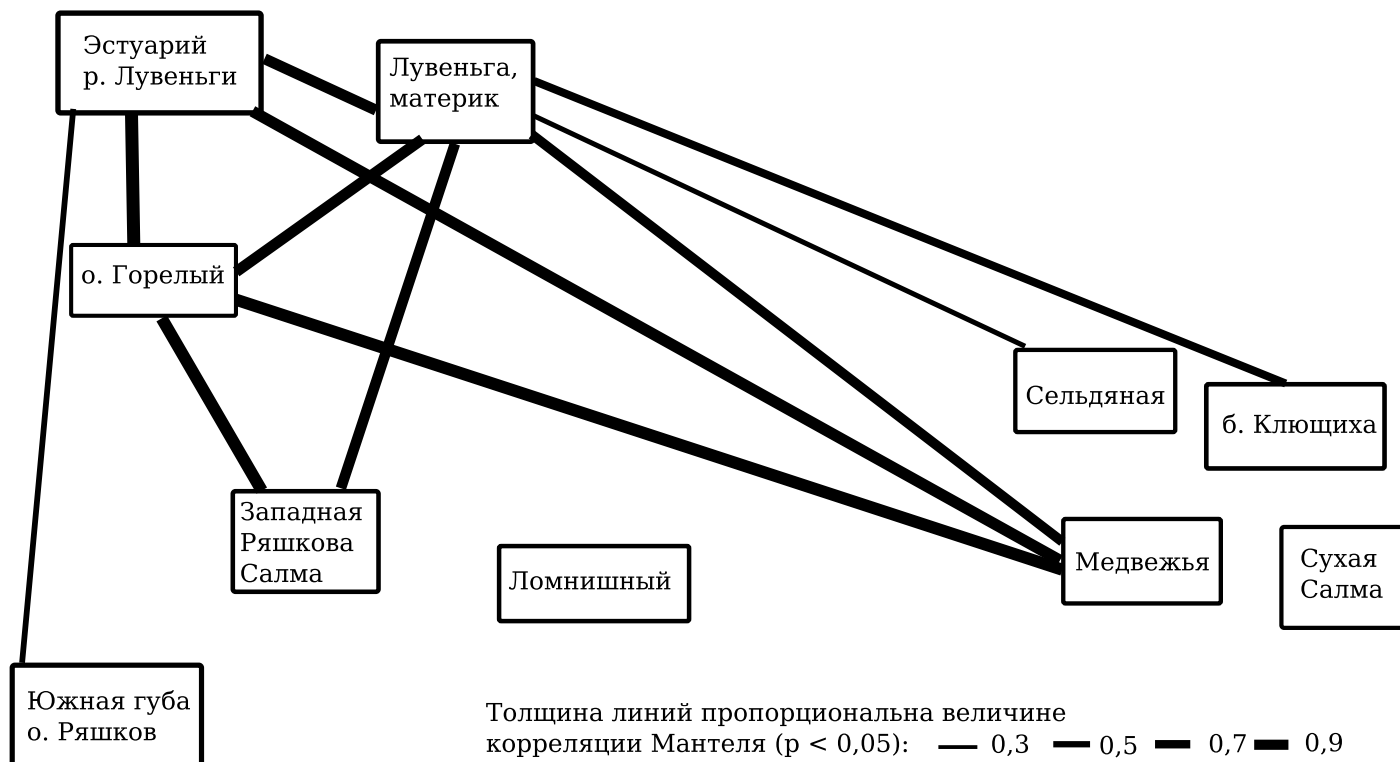 Эстуарий
р. Лувеньги
Лувеньга,
материк
о. Горелый
Сельдяная
б. Клющиха
Западная
Ряшкова
Салма
Ломнишный
Медвежья
Сухая
Салма
Южная губа
о. Ряшков
Толщина линий пропорциональна величине
корреляции Мантеля (p < 0,05): 0,3 0,5 0,7 0,9